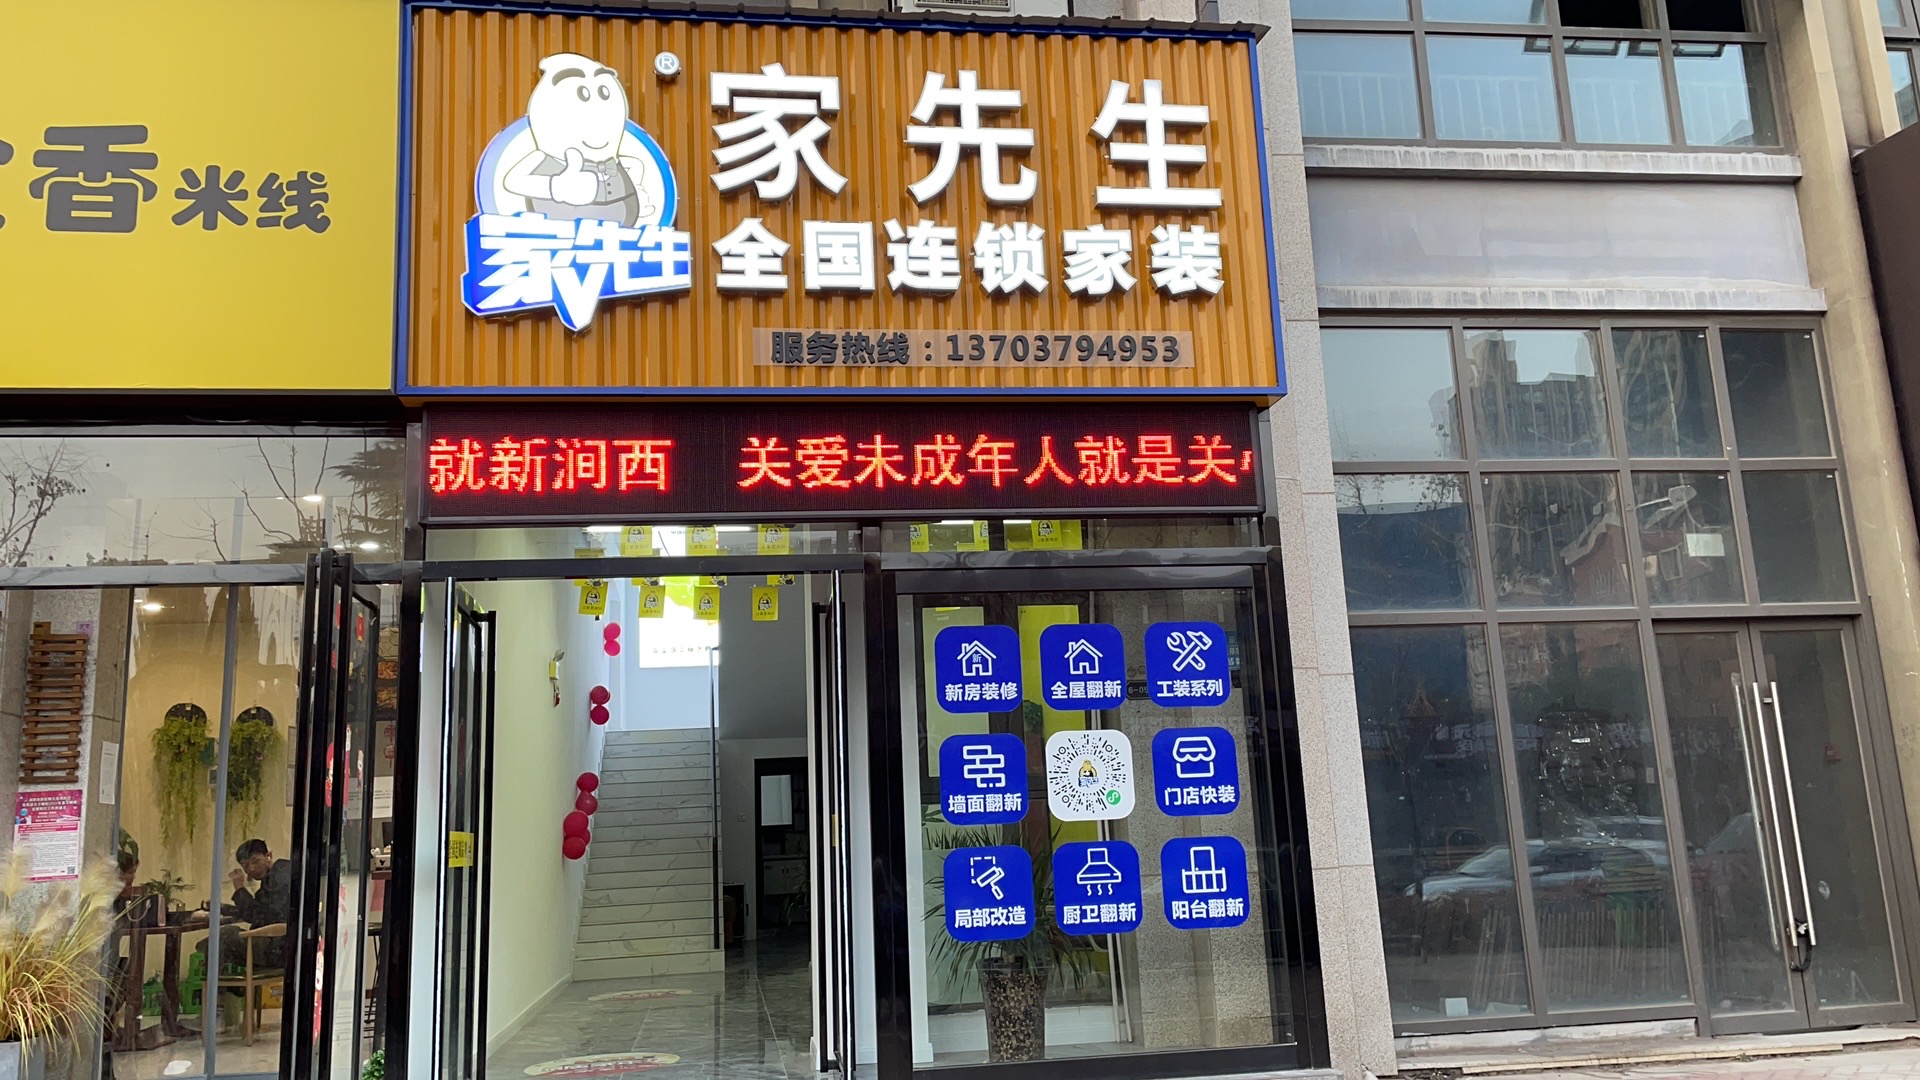 香米线
®
家先生
家先生
全国连锁家装
服务热线：13703794953
就新涧西 关爱未成年人就是关
新房装修
全屋翻新
工装系列
墙面翻新
门店快装
局部改造
厨卫翻新
阳台翻新